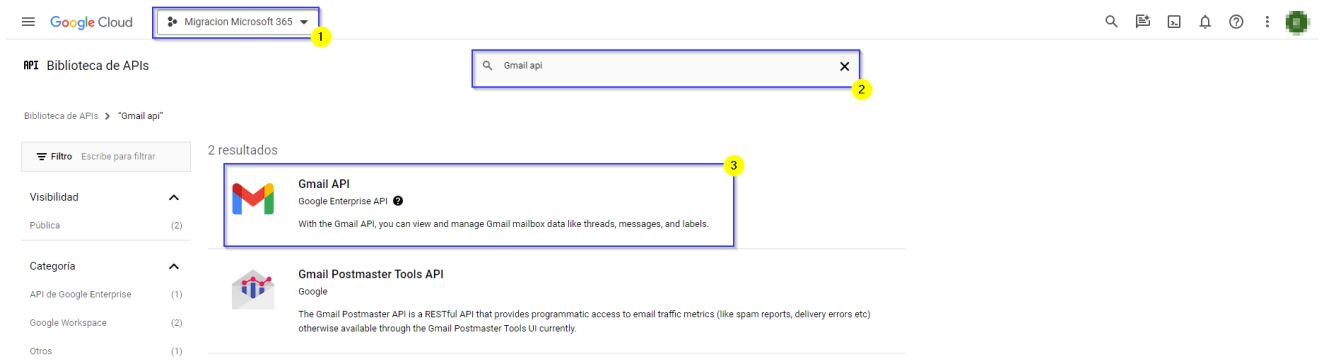 Google Cloud
Migracion Microsoft 365
1
API Biblioteca de APIs
Gmail api
2
Biblioteca de APIs > "Gmail api"
Filtro Escribe para filtrar
Visibilidad
Pública (2)
Categoría
API de Google Enterprise (1)
Google Workspace (2)
Otros (1)
2 resultados
3
Gmail API
Google Enterprise API
With the Gmail API, you can view and manage Gmail mailbox data like threads, messages, and labels.
Gmail Postmaster Tools API
Google
The Gmail Postmaster API is a RESTful API that provides programmatic access to email traffic metrics (like spam reports, delivery errors etc)
otherwise available through the Gmail Postmaster Tools UI currently.